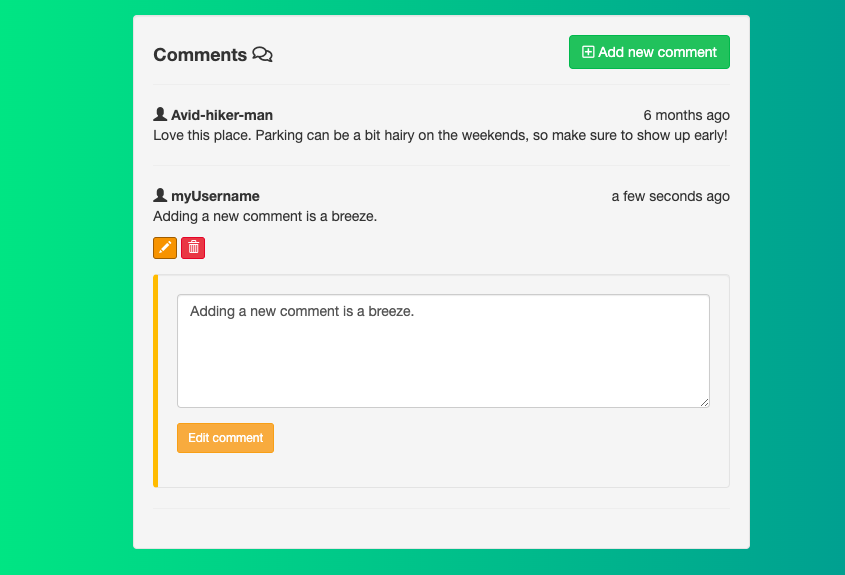 Comments
Add new comment
Avid-hiker-man
6 months ago
Love this place. Parking can be a bit hairy on the weekends, so make sure to show up early!
myUsername
a few seconds ago
Adding a new comment is a breeze.
Adding a new comment is a breeze.
Edit comment